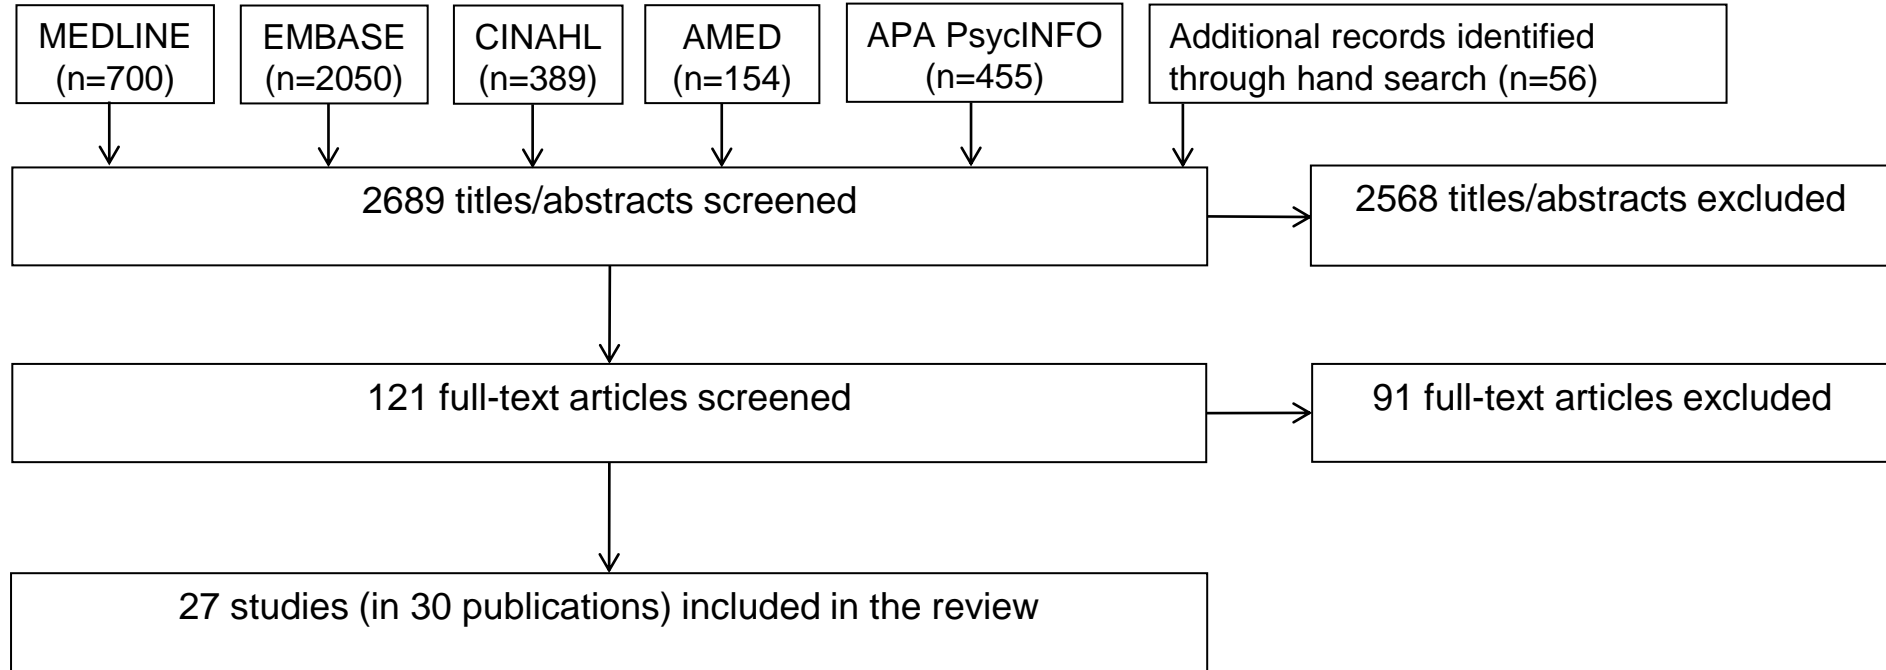 MEDLINE
(n=700)
EMBASE
(n=2050)
CINAHL
(n=389)
AMED
(n=154)
APA PsycINFO
(n=455)
Additional records identified
through hand search (n=56)
2689 titles/abstracts screened
2568 titles/abstracts excluded
121 full-text articles screened
91 full-text articles excluded
27 studies (in 30 publications) included in the review